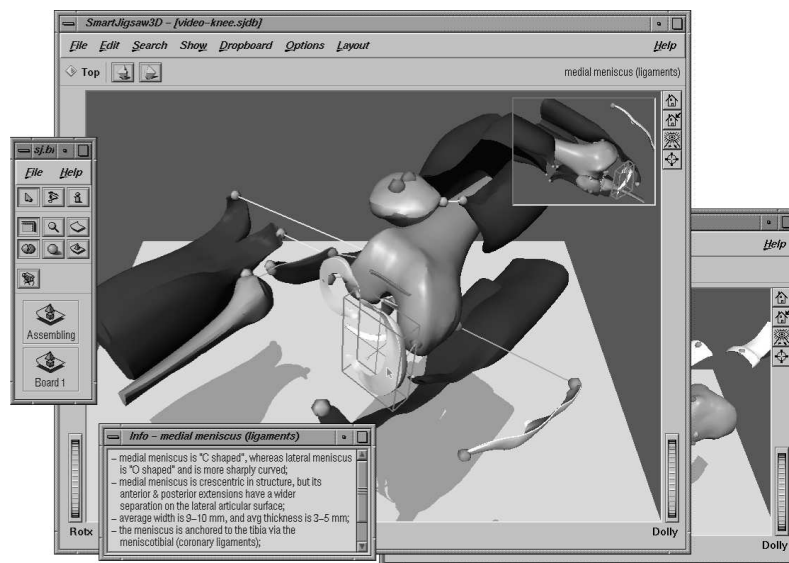 SmartJigsaw3D – [video–knee.sjdb]
File Edit Search Show Dropboard Options Layout Help
Top
medial meniscus (ligaments)
File Help
Assembling
Board 1
Help
Info – medial meniscus (ligaments)
– medial meniscus is "C shaped", whereas lateral meniscus
is "O shaped" and is more sharply curved;
– medial meniscus is crescentric in structure, but its
anterior & posterior extensions have a wider
separation on the lateral articular surface;
– average width is 9–10 mm, and avg thickness is 3–5 mm;
– the meniscus is anchored to the tibia via the
meniscotibial (coronary ligaments);
Rotx
Dolly
Dolly